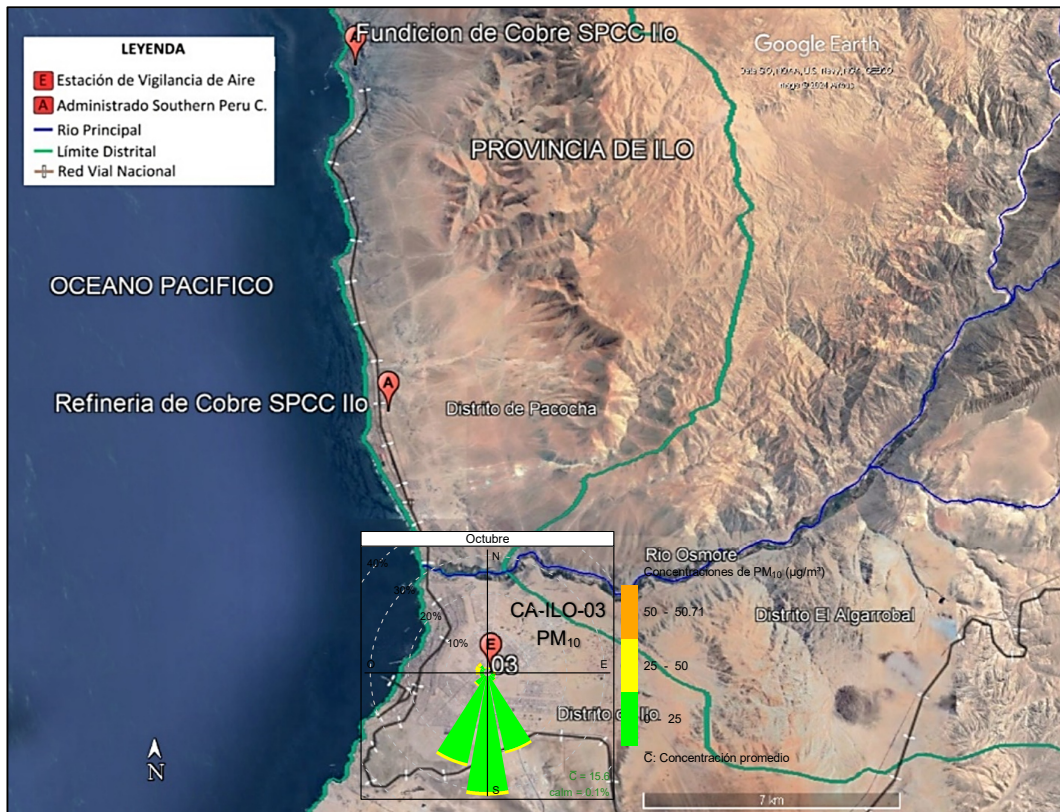 LEYENDA
E Estación de Vigilancia de Aire
A Administrado Southern Peru C.
Rio Principal
Límite Distrital
Red Vial Nacional
A
Fundicion de Cobre SPCC Ilo
Google Earth
PROVINCIA DE ILO
OCEANO PACIFICO
A
Refineria de Cobre SPCC Ilo
Distrito de Pacocha
Rio Osmore
Distrito El Algarrobal
Octubre
N
40%
30%
20%
10%
CA-ILO-03
PM₁₀
E
03
O
E
S
C = 15.6
calm = 0.1%
Concentraciones de PM₁₀ (µg/m³)
50 - 50.71
25 - 50
0 - 25
C: Concentración promedio
N
7 km